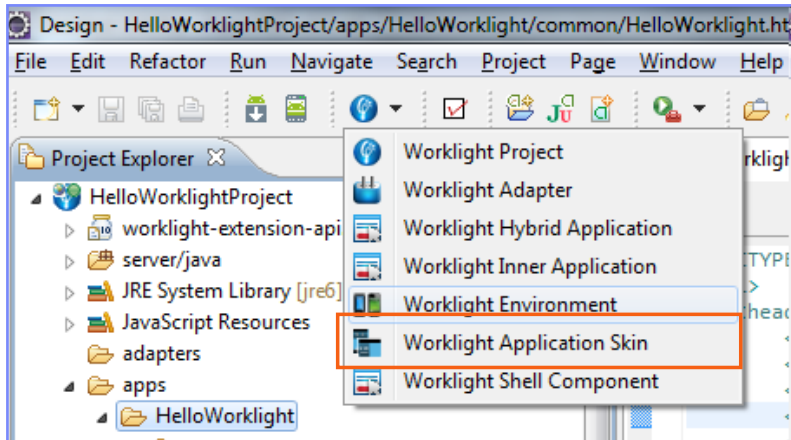 Design - HelloWorklightProject/apps/HelloWorklight/common/HelloWorklight.ht
File Edit Refactor Run Navigate Search Project Page Window Help
Project Explorer
HelloWorklightProject
worklight-extension-api
server/java
JRE System Library [jre6]
JavaScript Resources
adapters
apps
HelloWorklight
Worklight Project
Worklight Adapter
Worklight Hybrid Application
Worklight Inner Application
Worklight Environment
Worklight Application Skin
Worklight Shell Component
rkligh
TYPE